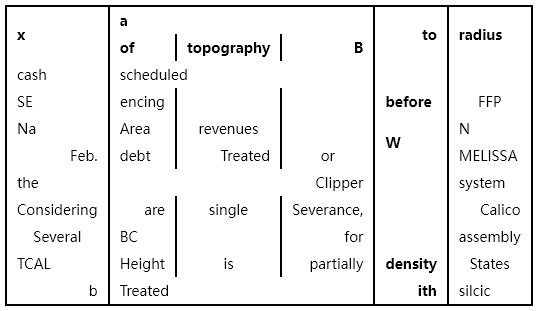 x a to radius
of topography B
cash scheduled
SE encing before FFP
Na Area revenues N
W
Feb. debt Treated or MELISSA
the Clipper system
Considering are single Severance, Calico
Several BC for assembly
TCAL Height is partially density States
b Treated ith silcic